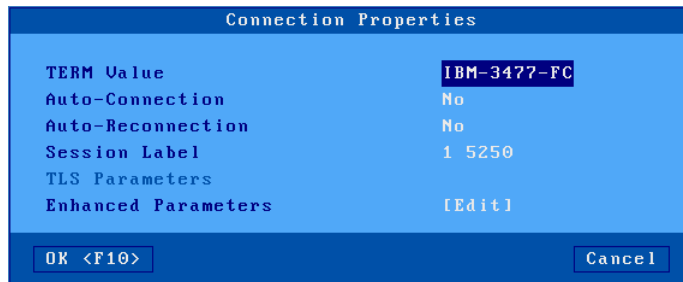 Connection Properties
TERM Value IBM-3477-FC
Auto-Connection No
Auto-Reconnection No
Session Label 1 5250
TLS Parameters
Enhanced Parameters [Edit]
OK <F10> Cancel